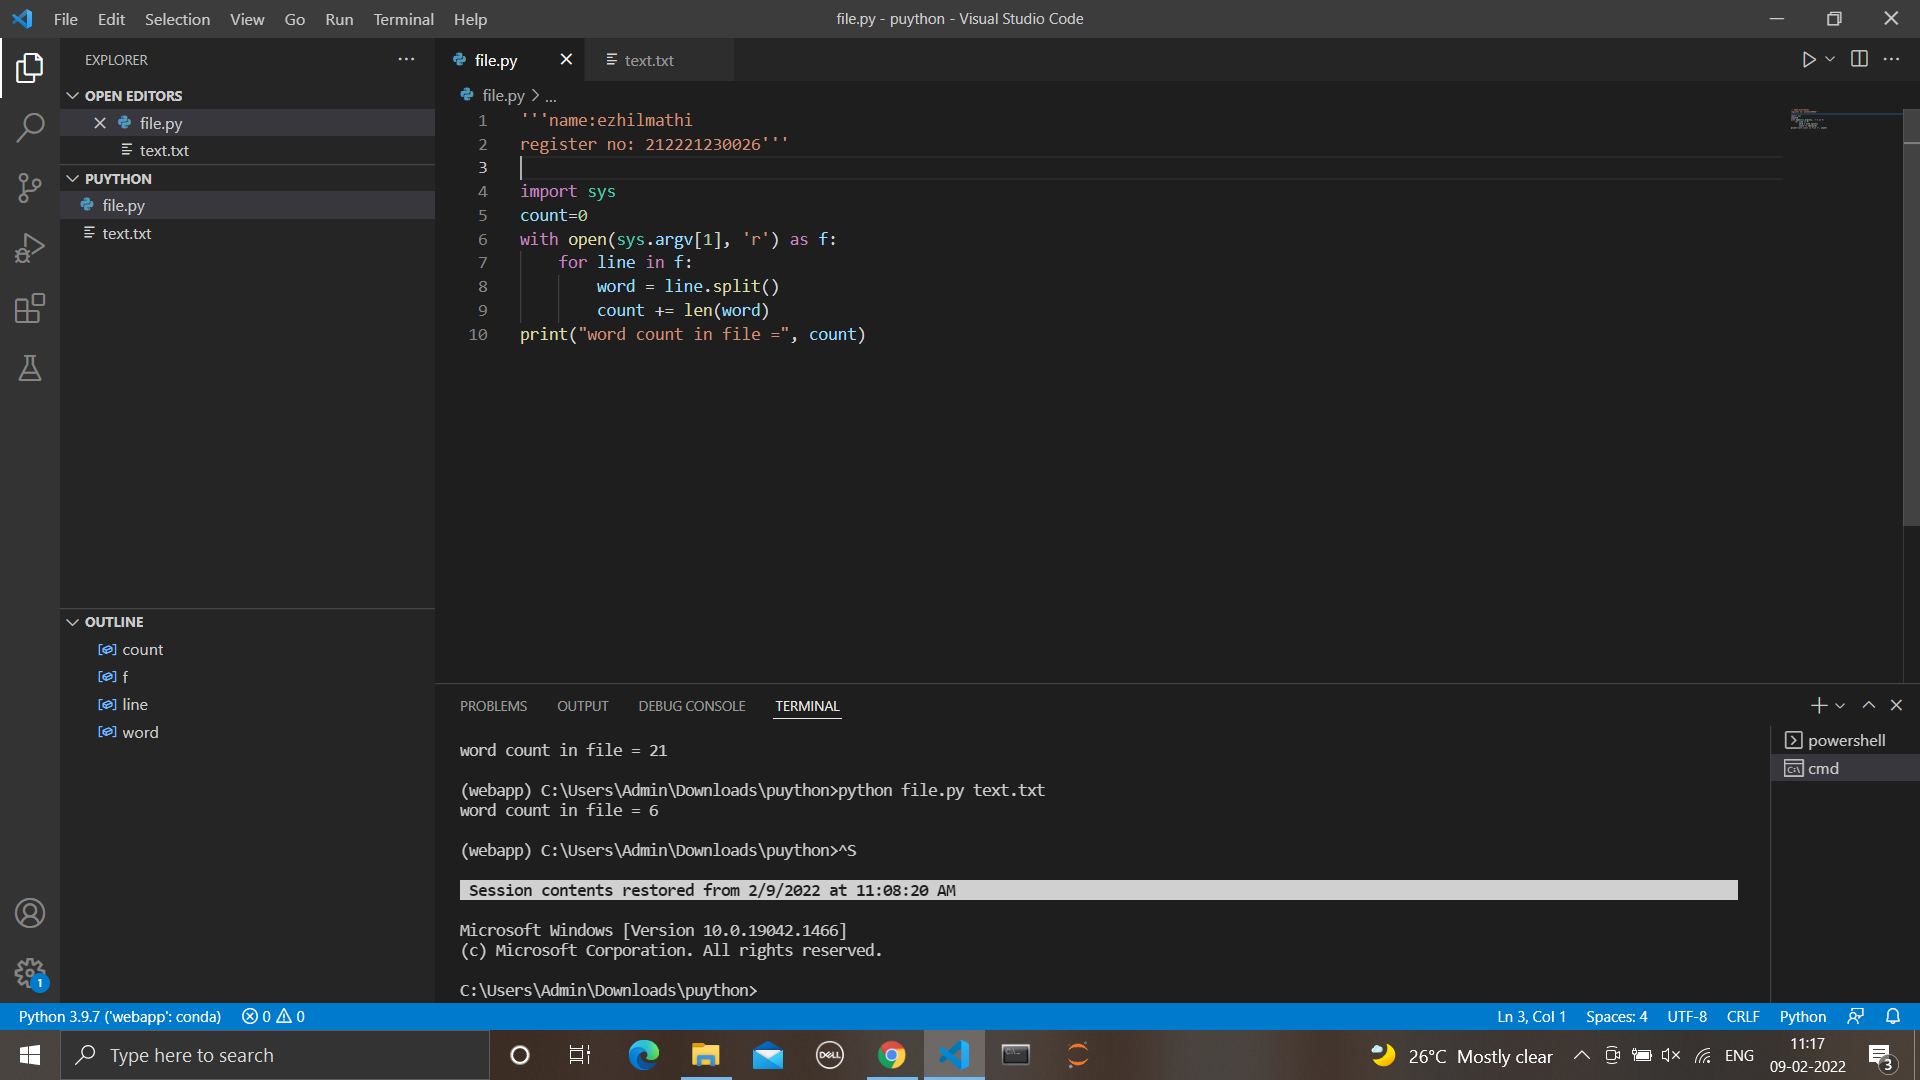 File Edit Selection View Go Run Terminal Help
file.py - puython - Visual Studio Code
EXPLORER
OPEN EDITORS
file.py
text.txt
PUYTHON
file.py
text.txt
OUTLINE
count
f
line
word
file.py text.txt
file.py > ...
1 '''name:ezhilmathi
2 register no: 212221230026'''
3
4 import sys
5 count=0
6 with open(sys.argv[1], 'r') as f:
7 for line in f:
8 word = line.split()
9 count += len(word)
10 print("word count in file =", count)
PROBLEMS OUTPUT DEBUG CONSOLE TERMINAL
word count in file = 21
(webapp) C:\Users\Admin\Downloads\puython>python file.py text.txt
word count in file = 6
(webapp) C:\Users\Admin\Downloads\puython>^S
Session contents restored from 2/9/2022 at 11:08:20 AM
Microsoft Windows [Version 10.0.19042.1466]
(c) Microsoft Corporation. All rights reserved.
C:\Users\Admin\Downloads\puython>
powershell
cmd
1
Python 3.9.7 ('webapp': conda) 0 0
Ln 3, Col 1 Spaces: 4 UTF-8 CRLF Python
Type here to search
DELL
26°C Mostly clear
ENG
11:17
09-02-2022
3